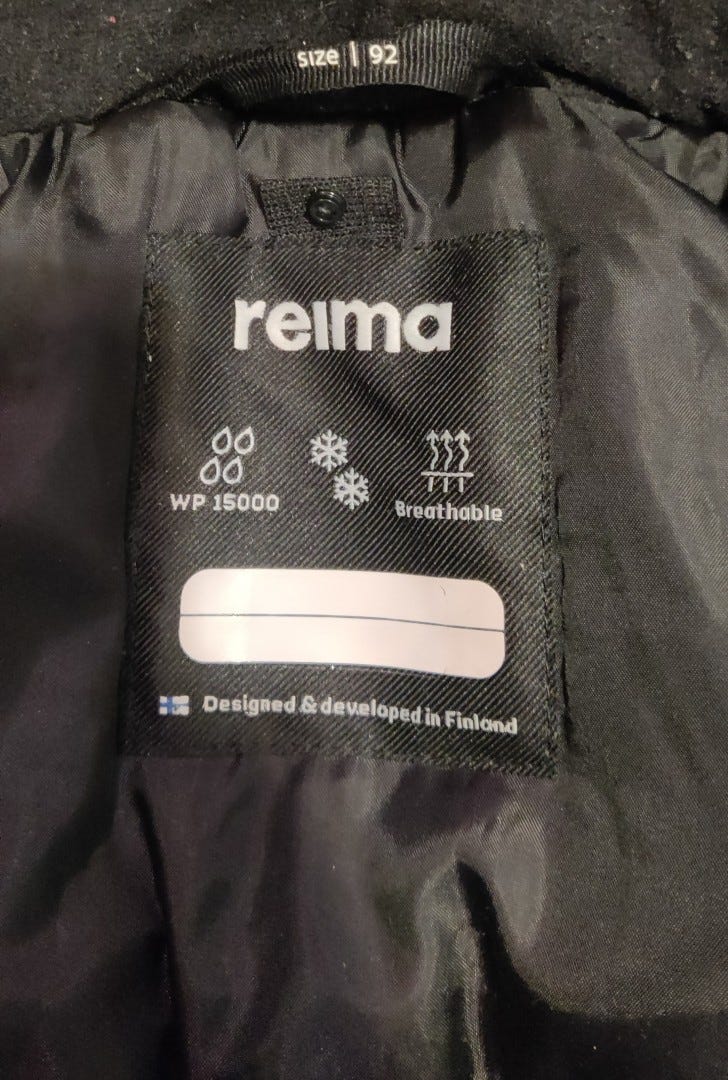 size | 92
reima
WP 15000
Breathable
Designed & developed in Finland